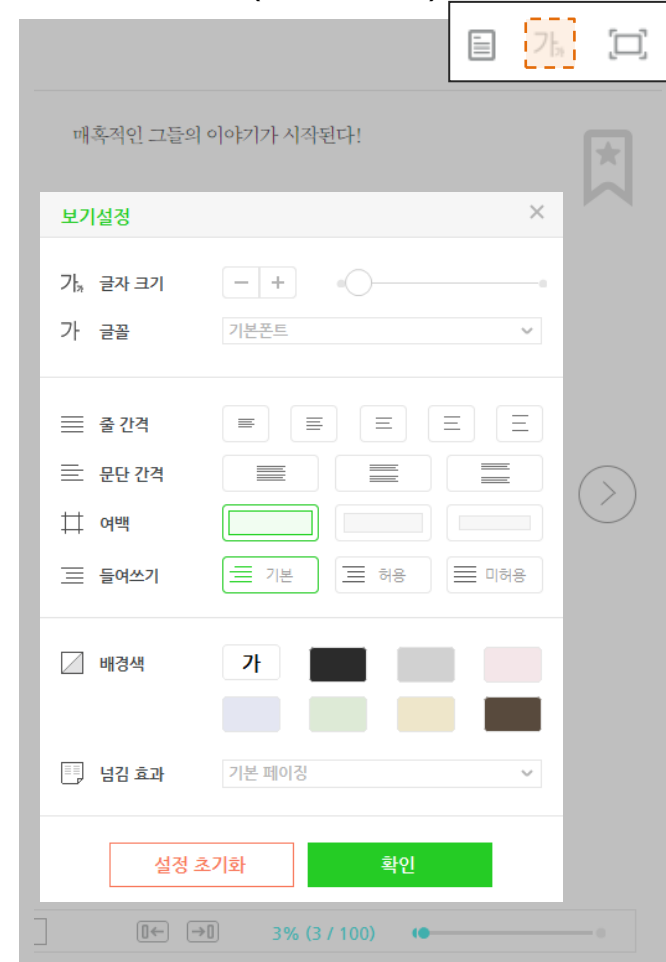 가가
매혹적인 그들의 이야기가 시작된다!
보기설정
가가 글자 크기
가 글꼴 기본폰트
줄 간격
문단 간격
여백
들여쓰기 기본 허용 미허용
배경색 가
넘김 효과 기본 페이징
설정 초기화 확인
3% (3 / 100)